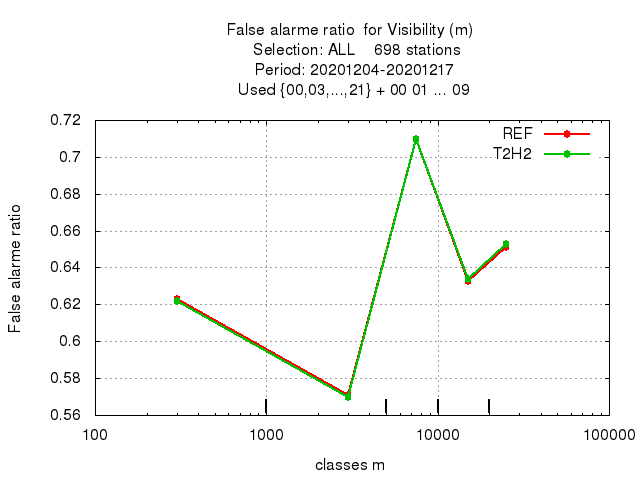 False alarme ratio  for Visibility (m)
Selection: ALL    698 stations
Period: 20201204-20201217
Used {00,03,...,21} + 00 01 ... 09
REF
T2H2
0.72
0.7
0.68
0.66
0.64
0.62
0.6
0.58
0.56
False alarme ratio
100
1000
10000
100000
classes m